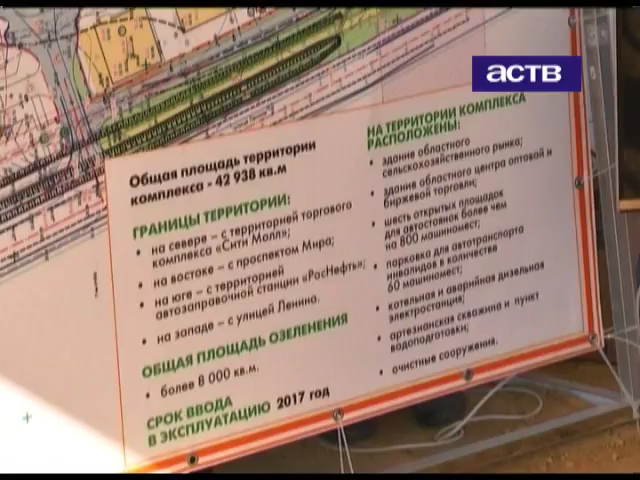 АСТВ
Общая площадь территории
комплекса - 42 938 кв.м
ГРАНИЦЫ ТЕРРИТОРИИ:
• на севере – с территорией торгового
комплекса «Сити Молл»;
• на востоке – с проспектом Мира;
• на юге – с территорией
автозаправочной станции «РосНефть»;
• на западе – с улицей Ленина.
ОБЩАЯ ПЛОЩАДЬ ОЗЕЛЕНЕНИЯ
• более 8 000 кв.м.
СРОК ВВОДА
В ЭКСПЛУАТАЦИЮ 2017 год
НА ТЕРРИТОРИИ КОМПЛЕКСА
РАСПОЛОЖЕНЫ:
• здание областного
сельскохозяйственного рынка;
• здание областного центра оптовой и
биржевой торговли;
• шесть открытых площадок
для автостоянок более чем
на 800 машиномест;
• парковка для автотранспорта
инвалидов в количестве
60 машиномест;
• котельная и аварийная дизельная
электростанция;
• артезианская скважина и пункт
водоподготовки;
• очистные сооружения.